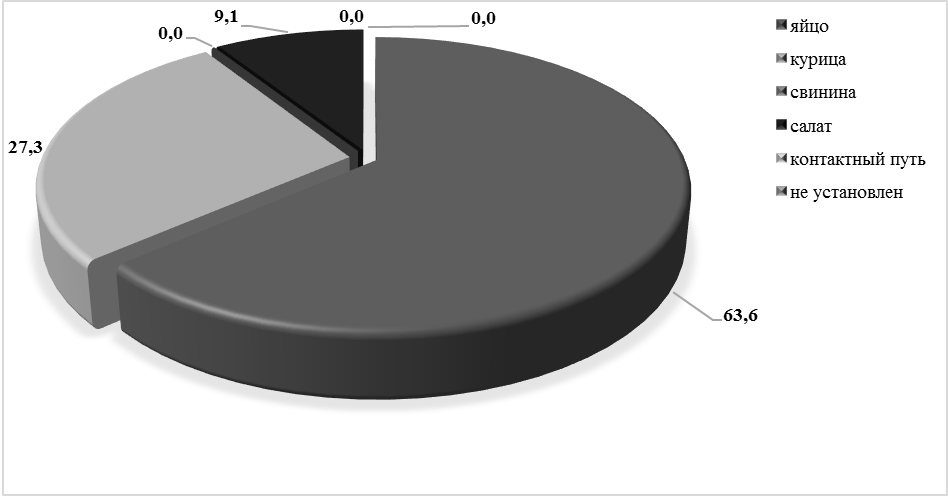 9,1
0,0
0,0
0,0
27,3
63,6
яйцо
курица
свинина
салат
контактный путь
не установлен